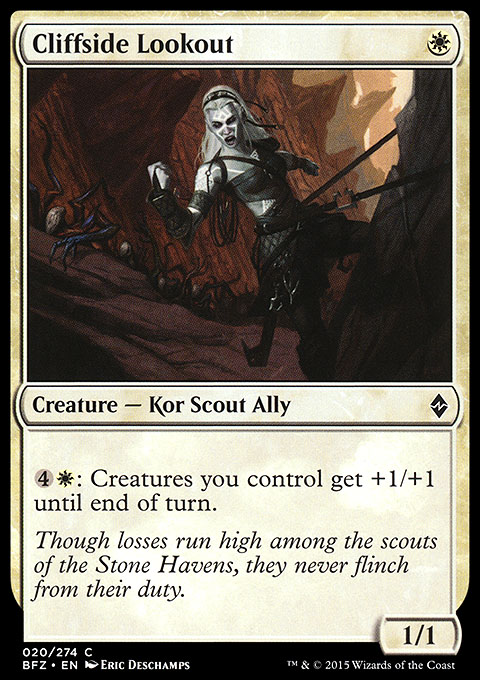 Cliffside Lookout
Creature — Kor Scout Ally
4: Creatures you control get +1/+1
until end of turn.
Though losses run high among the scouts
of the Stone Havens, they never flinch
from their duty.
1/1
020/274 C
BFZ • EN Eric Deschamps
™ & © 2015 Wizards of the Coast